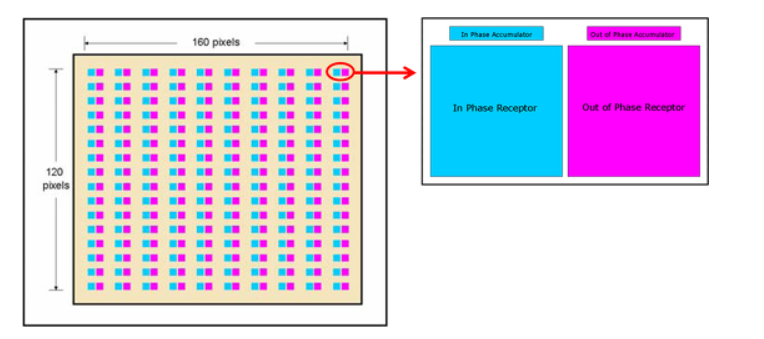 160 pixels
120
pixels
In Phase Accumulator
Out of Phase Accumulator
In Phase Receptor
Out of Phase Receptor